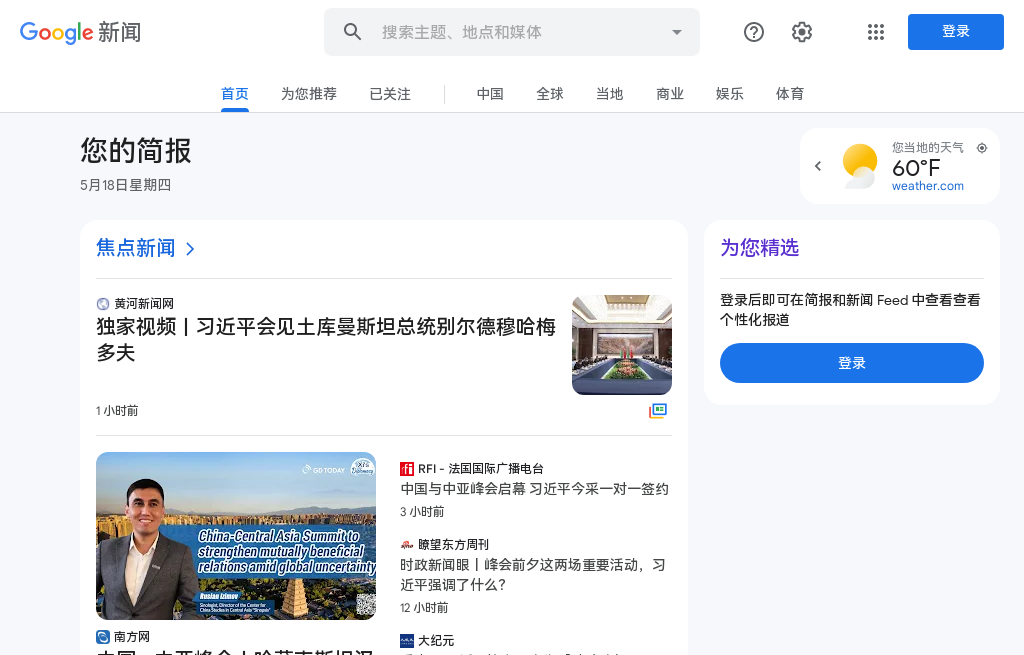 Google 新闻
搜索主题、地点和媒体
登录
首页 为您推荐 已关注 中国 全球 当地 商业 娱乐 体育
您的简报
5月18日星期四
您当地的天气
60°F
weather.com
焦点新闻
黄河新闻网
独家视频丨习近平会见土库曼斯坦总统别尔德穆哈梅
多夫
1 小时前
为您精选
登录后即可在简报和新闻 Feed 中查看查看
个性化报道
登录
GD TODAY
China-Central Asia Summit to
strengthen mutually beneficial
relations amid global uncertainty
Ruslan Izimov
Sinologist, Director of the Center for
China Studies in Central Asia "Sinopsis"
南方网
RFI - 法国国际广播电台
中国与中亚峰会启幕 习近平今采一对一签约
3 小时前
瞭望东方周刊
时政新闻眼丨峰会前夕这两场重要活动，习
近平强调了什么？
12 小时前
大纪元